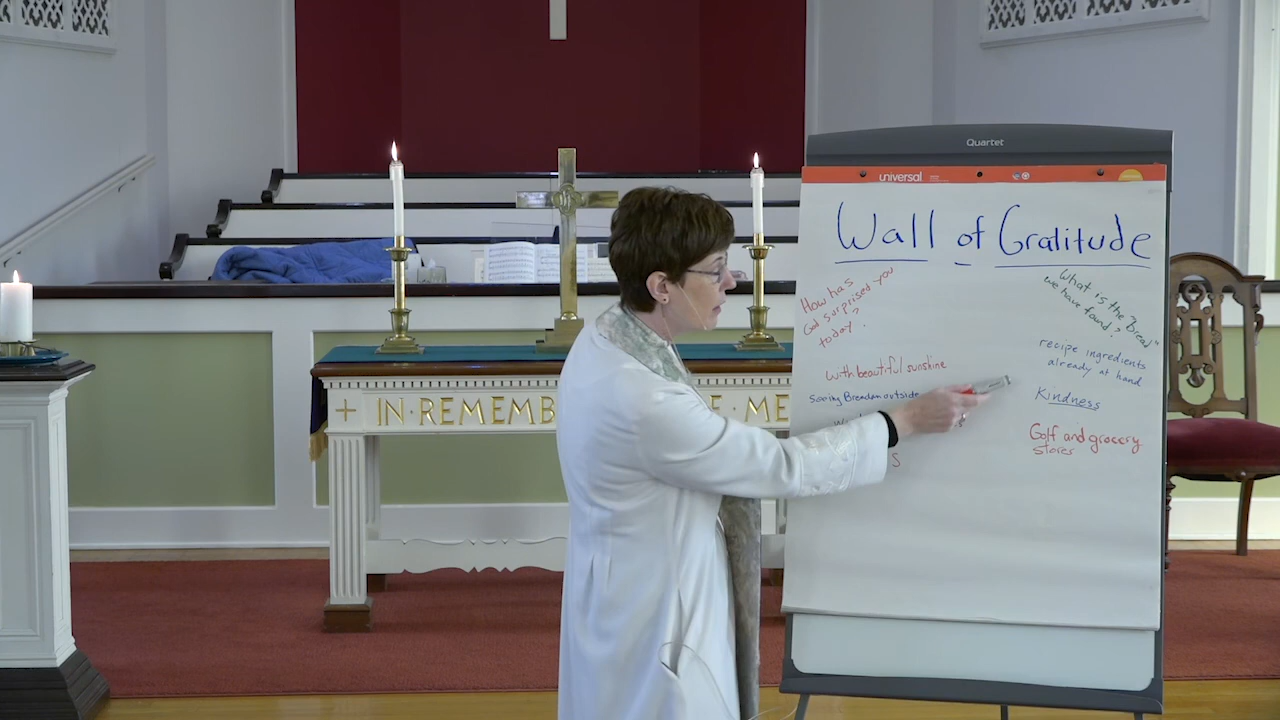 Quartet
universal
Wall of Gratitude
How has
God surprised you
today?
with beautiful sunshine
Seeing Brendan outside
What is the "bread"
we have found?
recipe ingredients
already at hand
Kindness
Golf and grocery
stores
IN REMEMB
E ME